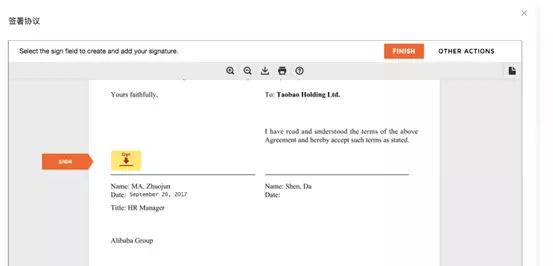 签署协议
Select the sign field to create and add your signature.
FINISH
OTHER ACTIONS
Yours faithfully,
To: Taobao Holding Ltd.
I have read and understood the terms of the above
Agreement and hereby accept such terms as stated.
SIGN
Sign
Name: MA, Zhuojun
Date: September 26, 2017
Title: HR Manager
Alibaba Group
Name: Shen, Da
Date: